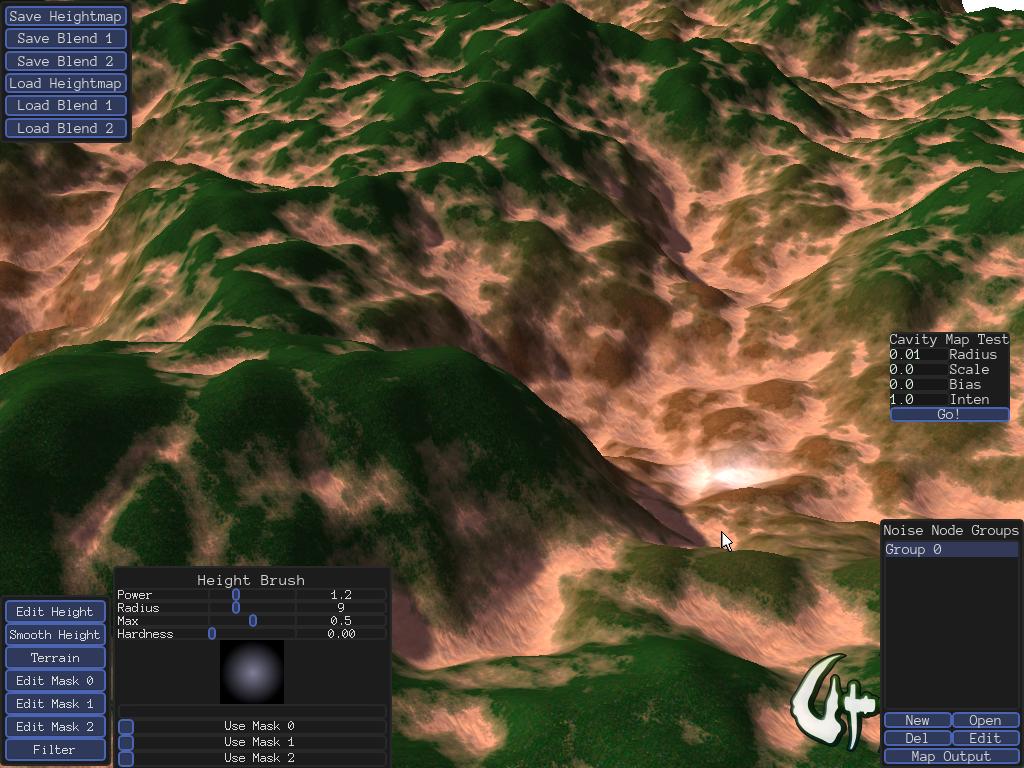 Save Heightmap
Save Blend 1
Save Blend 2
Load Heightmap
Load Blend 1
Load Blend 2
Cavity Map Test
0.01 Radius
0.0 Scale
0.0 Bias
1.0 Inten
Go!
Noise Node Groups
Group 0
New Open
Del Edit
Map Output
Edit Height
Smooth Height
Terrain
Edit Mask 0
Edit Mask 1
Edit Mask 2
Filter
Height Brush
Power 1.2
Radius 9
Max 0.5
Hardness 0.00
Use Mask 0
Use Mask 1
Use Mask 2